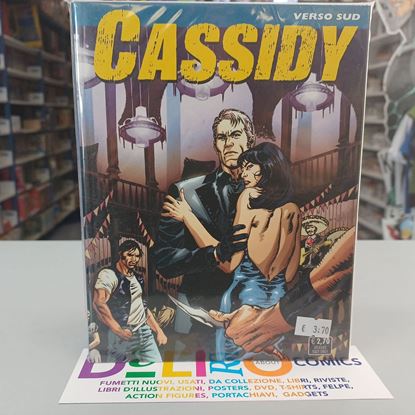 VERSO SUD
CASSIDY
€ 3.70
€ 2,70
ABOUT COMICS
FUMETTI NUOVI, USATI, DA COLLEZIONE, LIBRI, RIVISTE,
LIBRI D'ILLUSTRAZIONI, POSTERS, DVD, T-SHIRTS, FELPE,
ACTION FIGURES, PORTACHIAVI, GADGETS